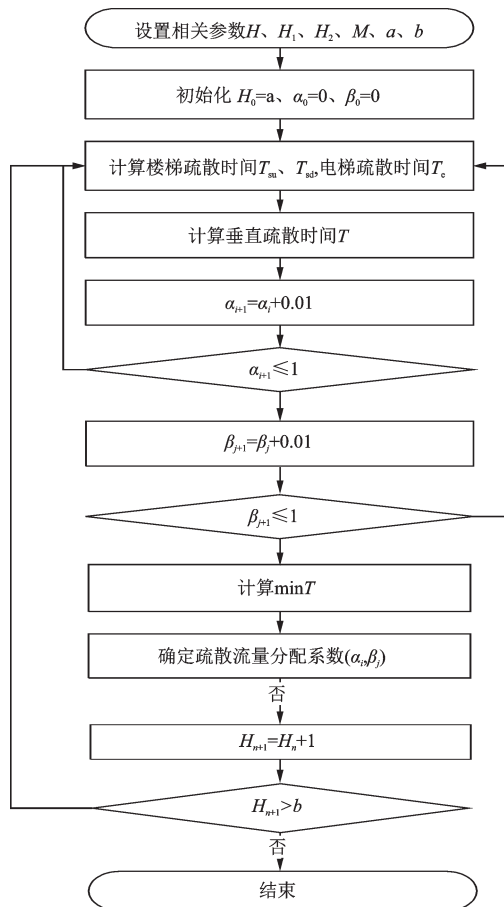 设置相关参数H、H₁、H₂、M、a、b
初始化 H₀=a、α₀=0、β₀=0
计算楼梯疏散时间Tsu、Tsd,电梯疏散时间Te
计算垂直疏散时间T
αi+1=αi+0.01
αi+1≤1
βj+1=βj+0.01
βj+1≤1
计算minT
确定疏散流量分配系数(αi,βj)
否
Hn+1=Hn+1
Hn+1>b
否
结束